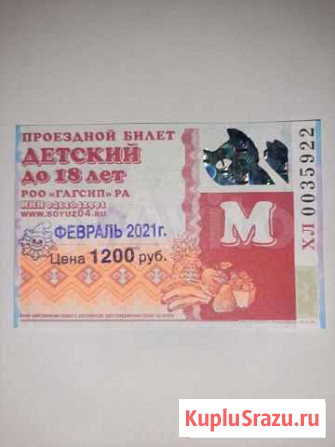 ПРОЕЗДНОЙ БИЛЕТ
ДЕТСКИЙ
до 18 лет
РОО «ГАГСИП» РА
www.soyuz04.ru
ФЕВРАЛЬ 2021г.
Цена 1200 руб.
М
ХЛ 0035922
KupluSrazu.ru